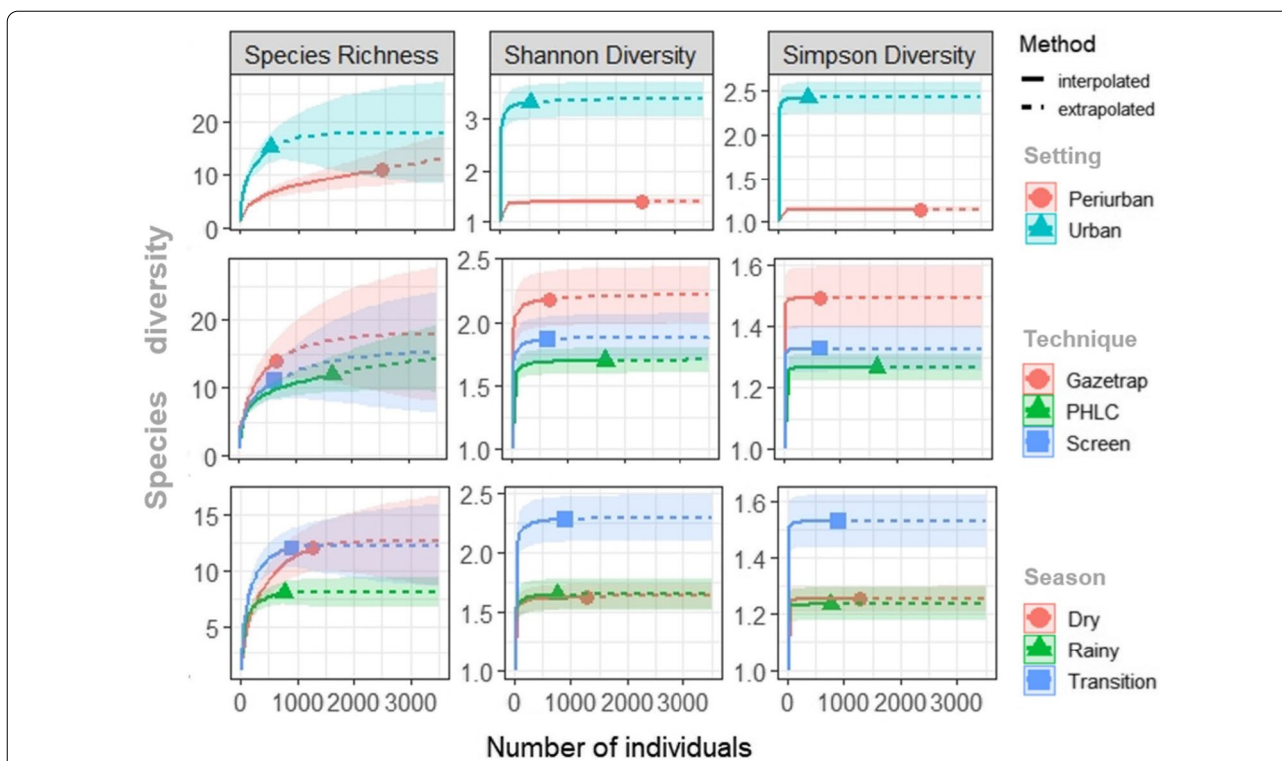 Species Richness
Shannon Diversity
Simpson Diversity
20
10
0
3
2
1
2.5
2.0
1.5
1.0
20
10
0
2.5
2.0
1.5
1.0
1.6
1.4
1.2
1.0
15
10
5
2.5
2.0
1.5
1.0
1.6
1.4
1.2
1.0
0 1000 2000 3000
0 1000 2000 3000
0 1000 2000 3000
Species diversity
Number of individuals
Method
interpolated
extrapolated
Setting
Periurban
Urban
Technique
Gazetrap
PHLC
Screen
Season
Dry
Rainy
Transition